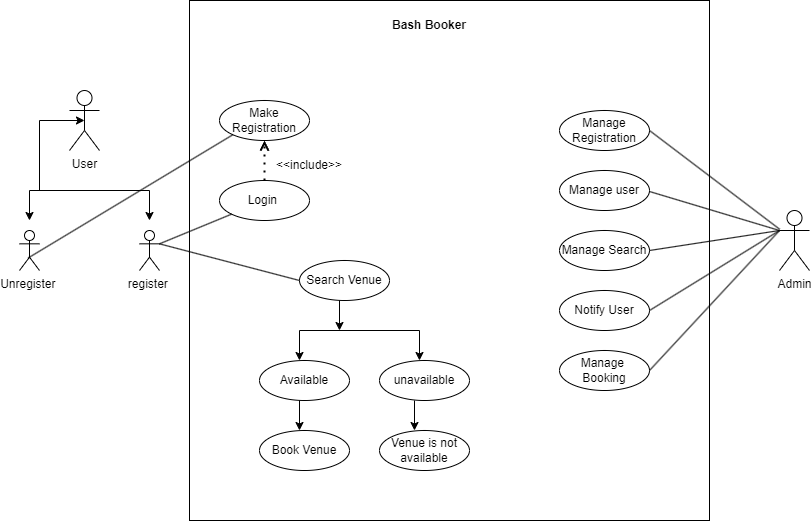 Bash Booker
User
Unregister
register
Make
Registration
<<include>>
Login
Search Venue
Available
unavailable
Book Venue
Venue is not
available
Manage
Registration
Manage user
Manage Search
Notify User
Manage
Booking
Admin